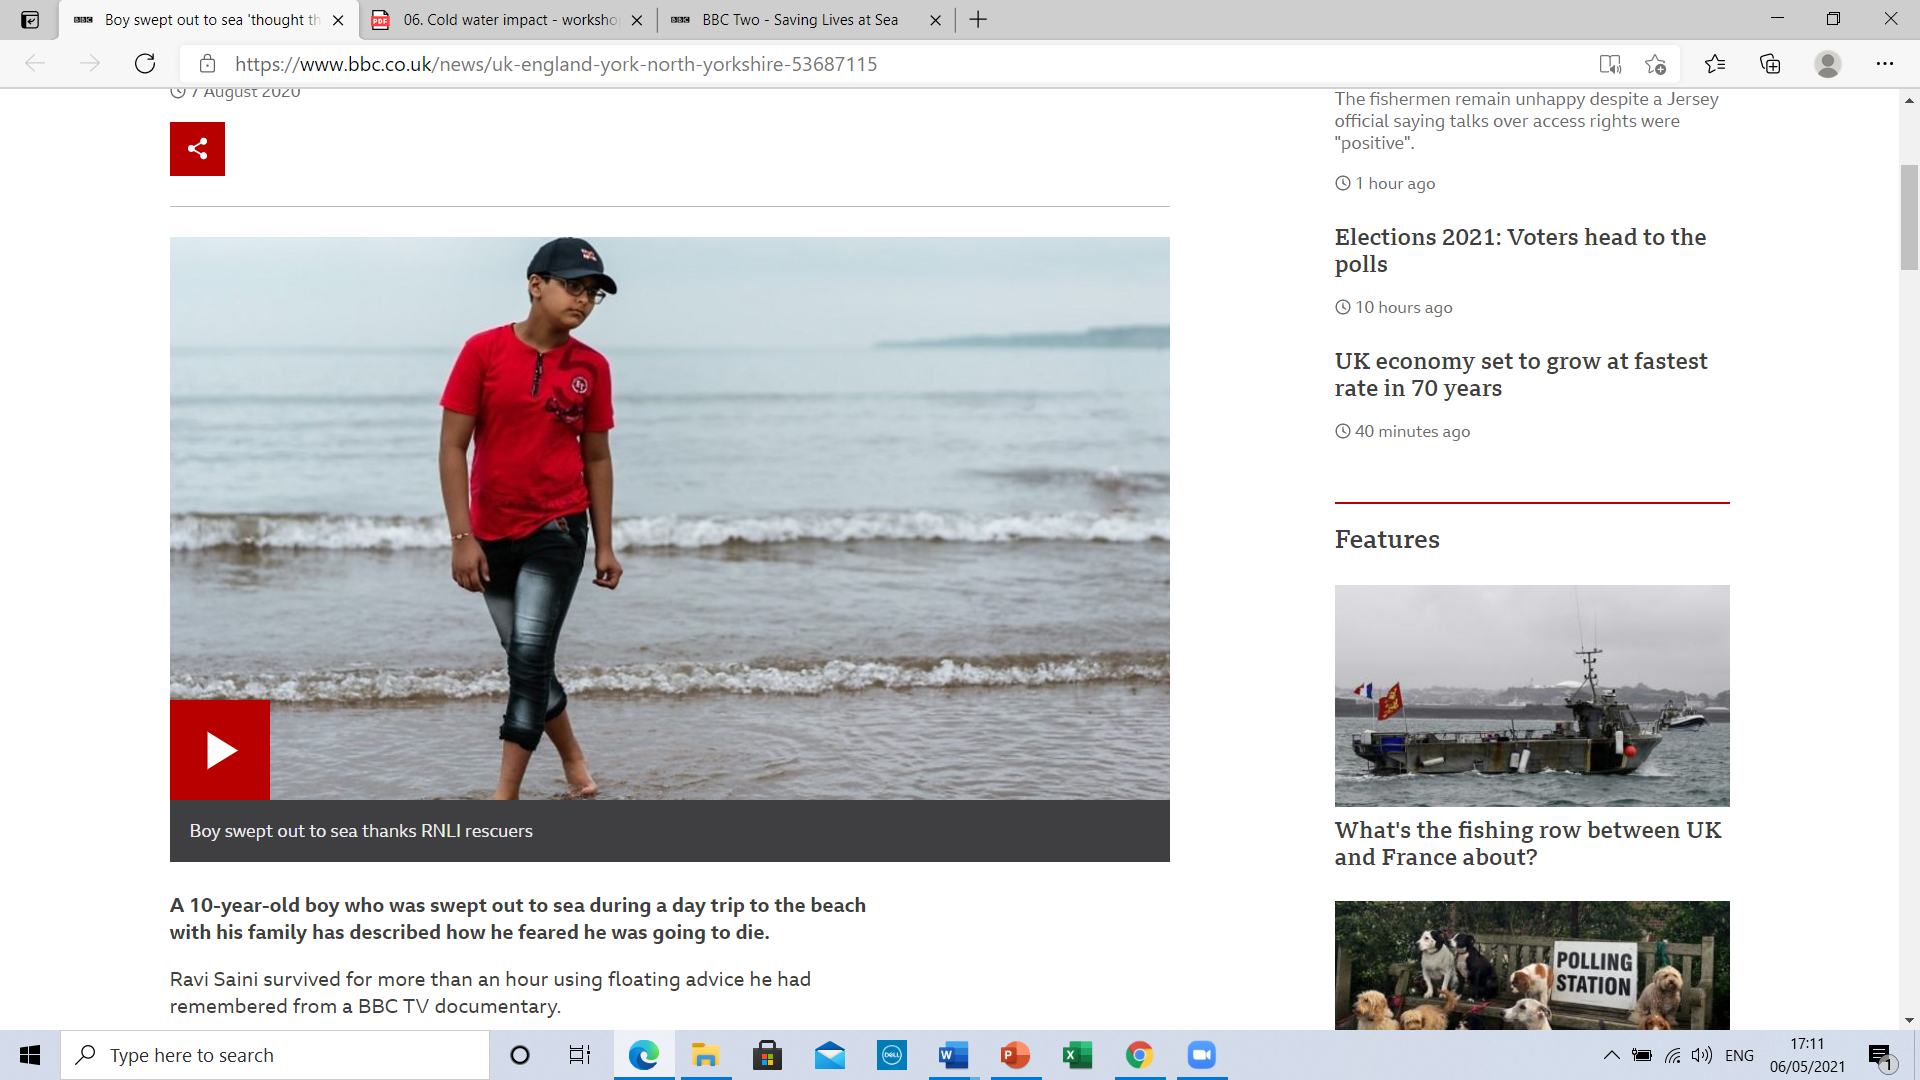 BBC Boy swept out to sea 'thought th
PDF 06. Cold water impact - worksho
BBC BBC Two - Saving Lives at Sea
https://www.bbc.co.uk/news/uk-england-york-north-yorkshire-53687115
7 August 2020
Boy swept out to sea thanks RNLI rescuers
A 10-year-old boy who was swept out to sea during a day trip to the beach
with his family has described how he feared he was going to die.
Ravi Saini survived for more than an hour using floating advice he had
remembered from a BBC TV documentary.
The fishermen remain unhappy despite a Jersey
official saying talks over access rights were
"positive".
1 hour ago
Elections 2021: Voters head to the
polls
10 hours ago
UK economy set to grow at fastest
rate in 70 years
40 minutes ago
Features
What's the fishing row between UK
and France about?
POLLING
STATION
Type here to search
DELL
W
P
X
ENG
17:11
06/05/2021
1